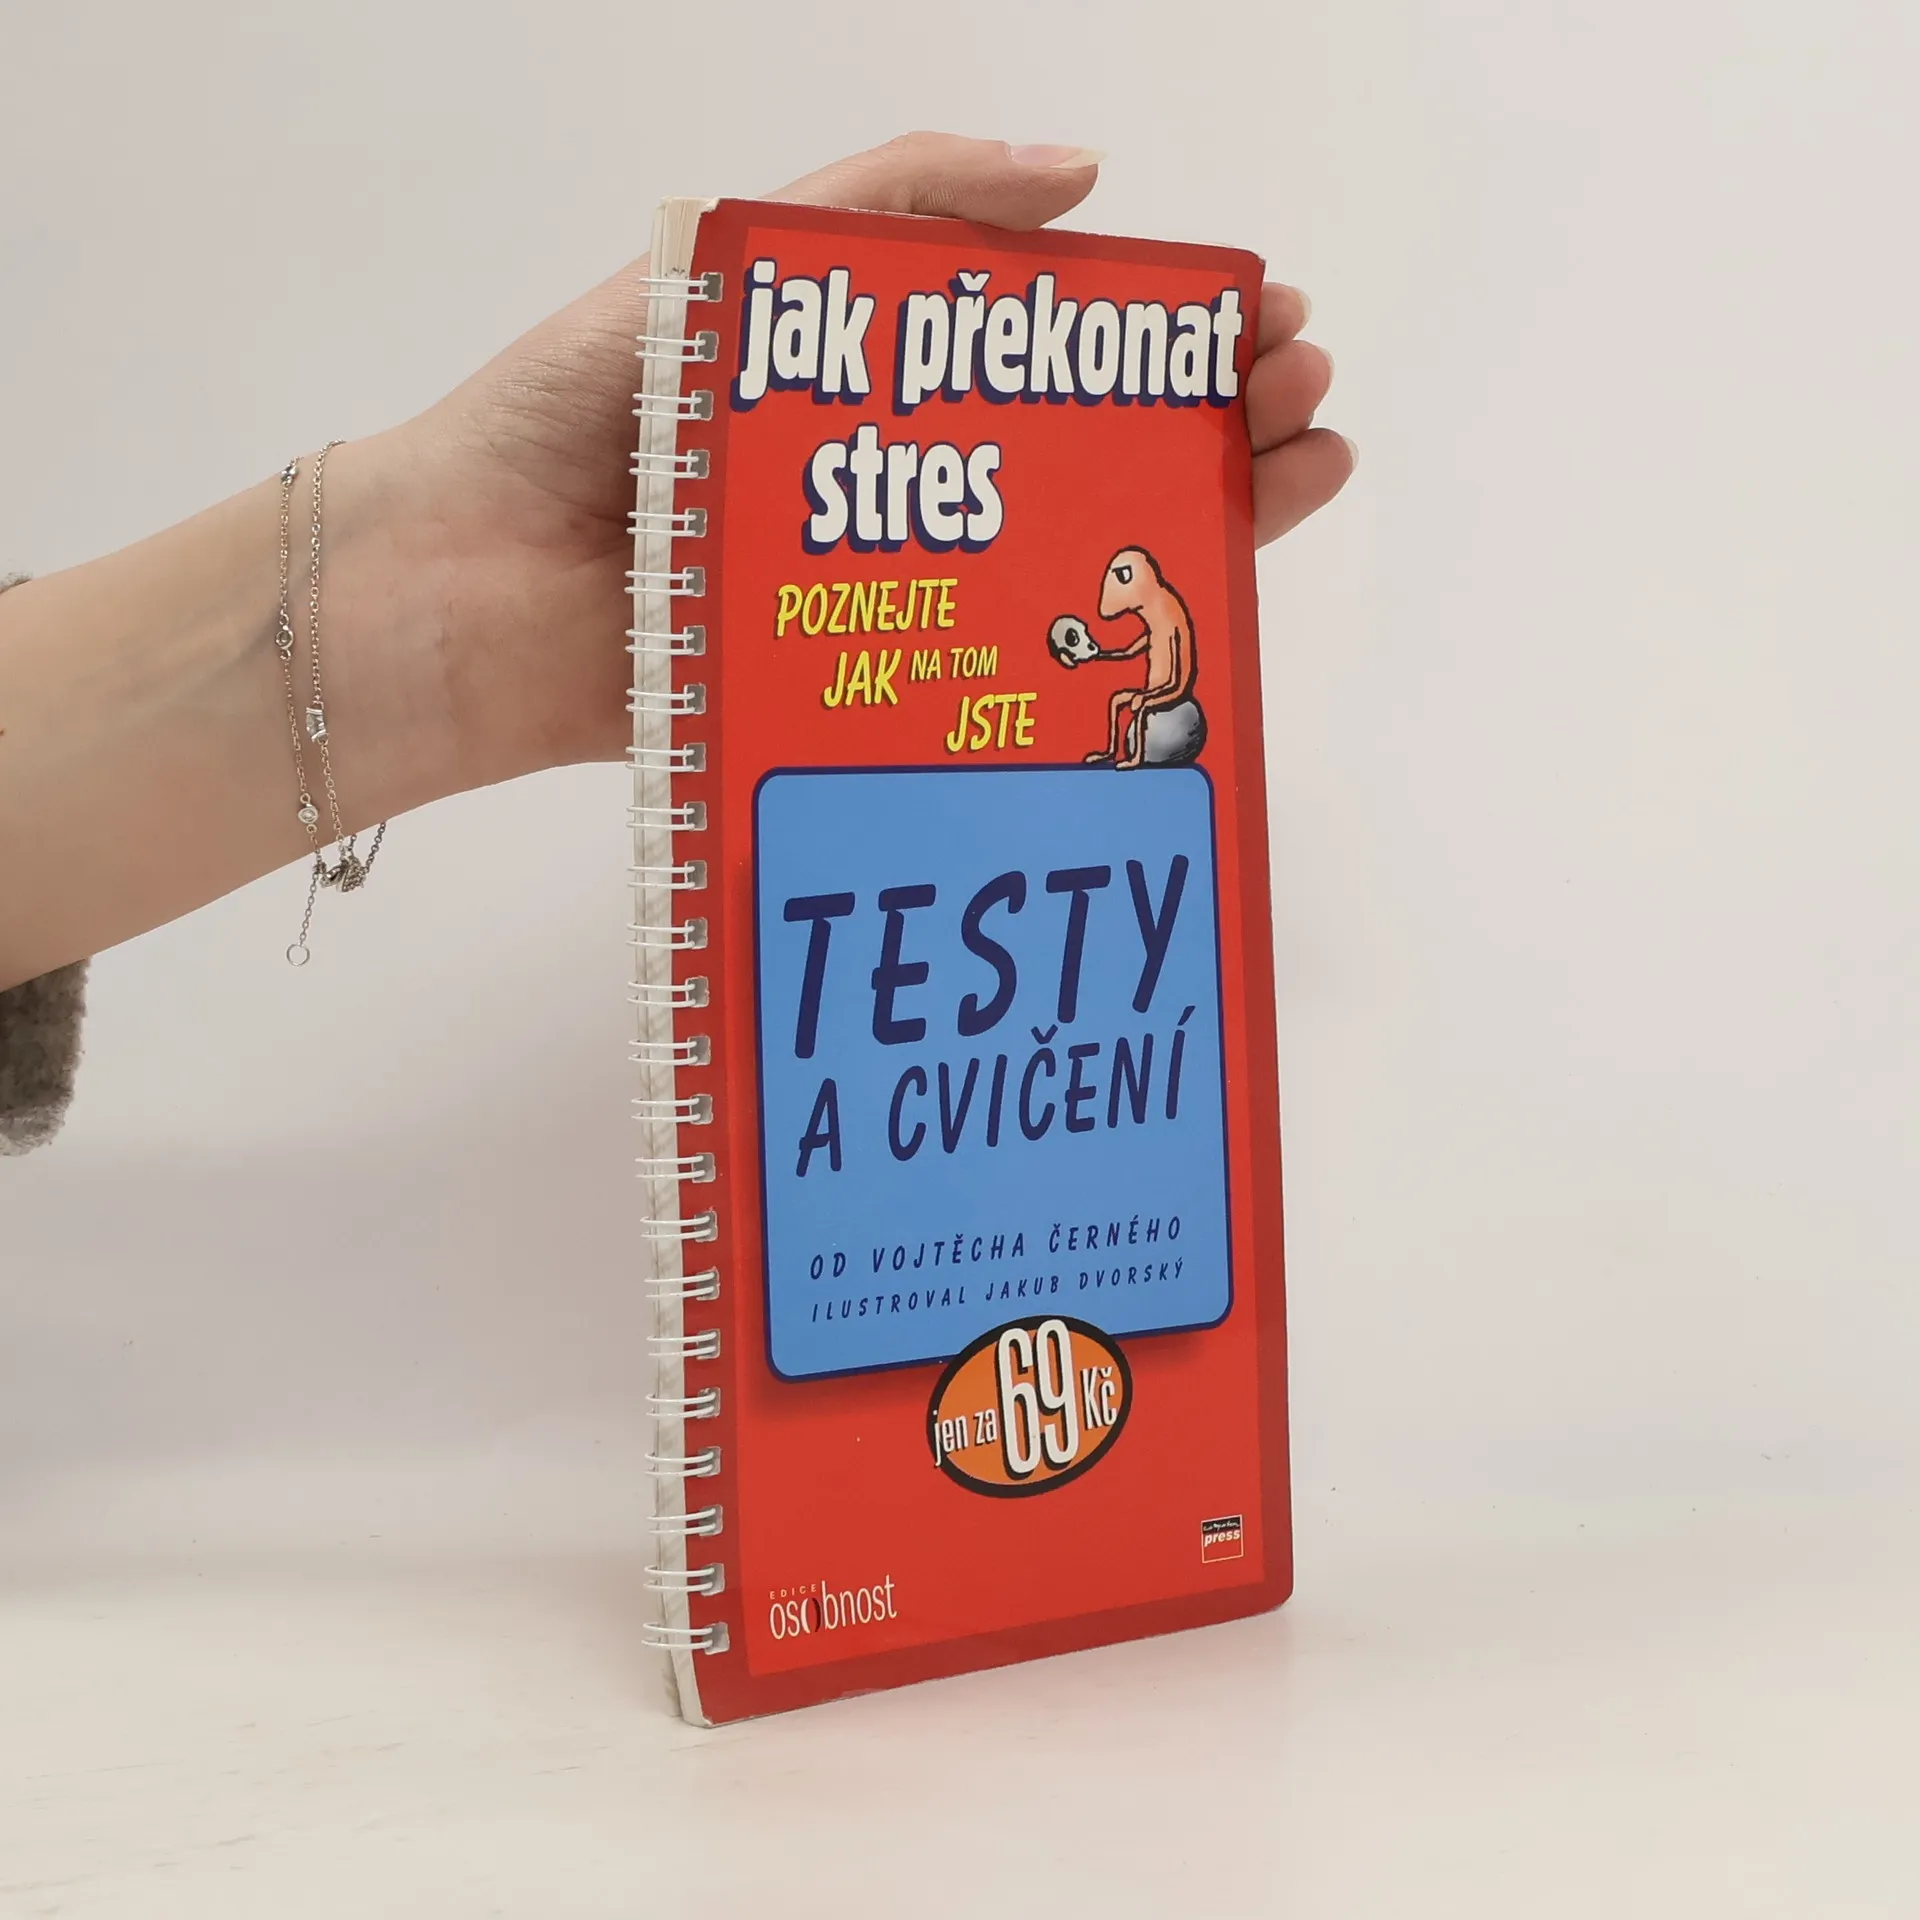 jak překonat
stres
POZNEJTE
JAK NA TOM
JSTE
TESTY
A CVIČENÍ
OD VOJTĚCHA ČERNÉHO
ILUSTROVAL JAKUB DVORSKÝ
jen za 69 Kč
computer
press
EDICE
osobnost